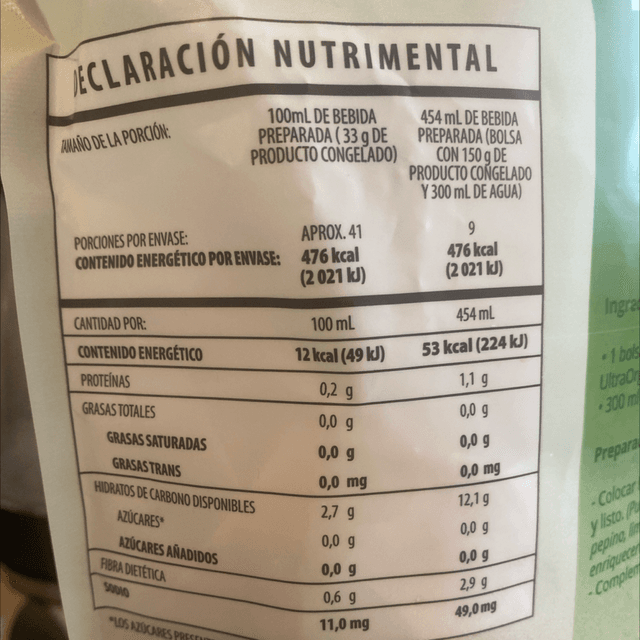 DECLARACIÓN NUTRIMENTAL
TAMAÑO DE LA PORCIÓN:
100mL DE BEBIDA
PREPARADA ( 33 g DE
PRODUCTO CONGELADO)
454 mL DE BEBIDA
PREPARADA (BOLSA
CON 150 g DE
PRODUCTO CONGELADO
Y 300 mL DE AGUA)
PORCIONES POR ENVASE: APROX. 41 9
CONTENIDO ENERGÉTICO POR ENVASE: 476 kcal 476 kcal
(2 021 kJ) (2 021 kJ)
CANTIDAD POR: 100 mL 454 mL
CONTENIDO ENERGÉTICO 12 kcal (49 kJ) 53 kcal (224 kJ)
PROTEÍNAS 0,2 g 1,1 g
GRASAS TOTALES 0,0 g 0,0 g
GRASAS SATURADAS 0,0 g 0,0 g
GRASAS TRANS 0,0 mg 0,0 mg
HIDRATOS DE CARBONO DISPONIBLES 2,7 g 12,1 g
AZÚCARES* 0,0 g 0,0 g
AZÚCARES AÑADIDOS 0,0 g 0,0 g
FIBRA DIETÉTICA 0,6 g 2,9 g
SODIO 11,0 mg 49,0 mg
*LOS AZÚCARES
• 1
• 300
- Colocar
y listo.
pepino,